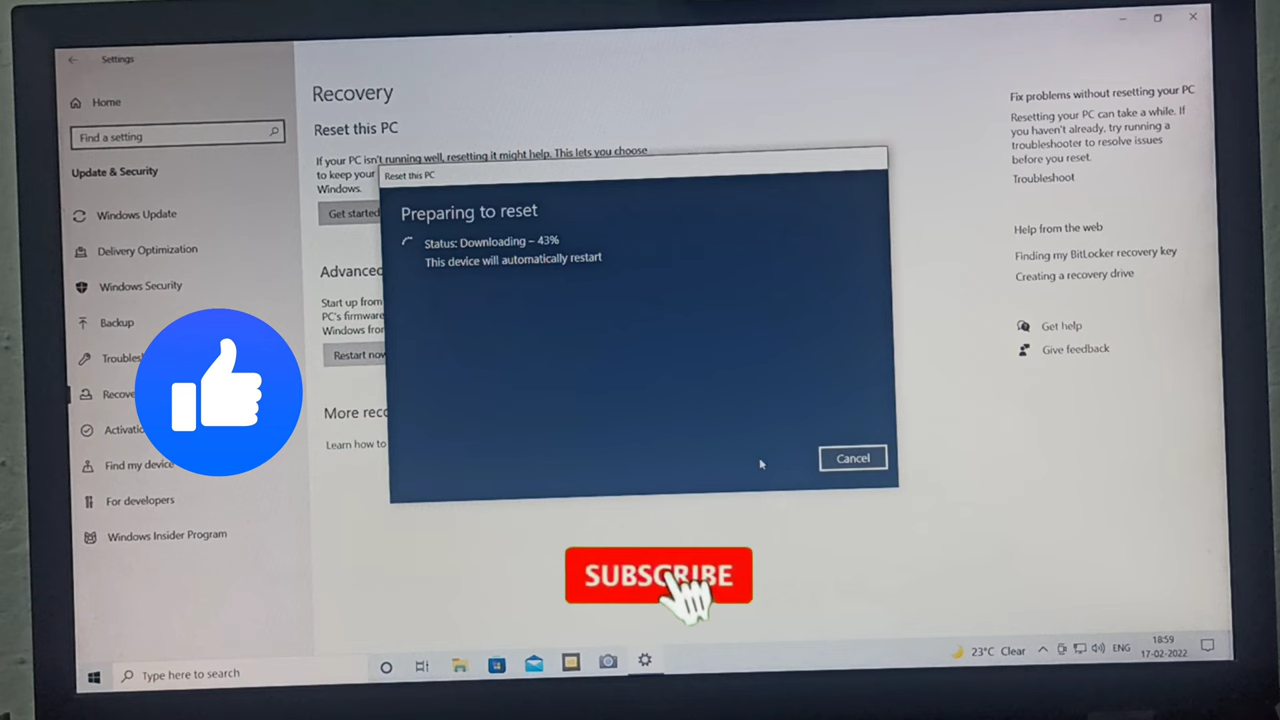 Settings
Home
Find a setting
Update & Security
Windows Update
Delivery Optimization
Windows Security
Backup
Troubles
Recove
Activatio
Find my device
For developers
Windows Insider Program
Recovery
Reset this PC
If your PC isn't running well, resetting it might help. This lets you choose
to keep your
Windows.
Get started
Advanced
Start up from
PC's firmware
Windows from
Restart now
More reco
Learn how to
Reset this PC
Preparing to reset
Status: Downloading – 43%
This device will automatically restart
Cancel
Fix problems without resetting your PC
Resetting your PC can take a while. If
you haven't already, try running a
troubleshooter to resolve issues
before you reset.
Troubleshoot
Help from the web
Finding my BitLocker recovery key
Creating a recovery drive
Get help
Give feedback
SUBSCRIBE
Type here to search
23°C Clear
ENG
18:59
17-02-2022